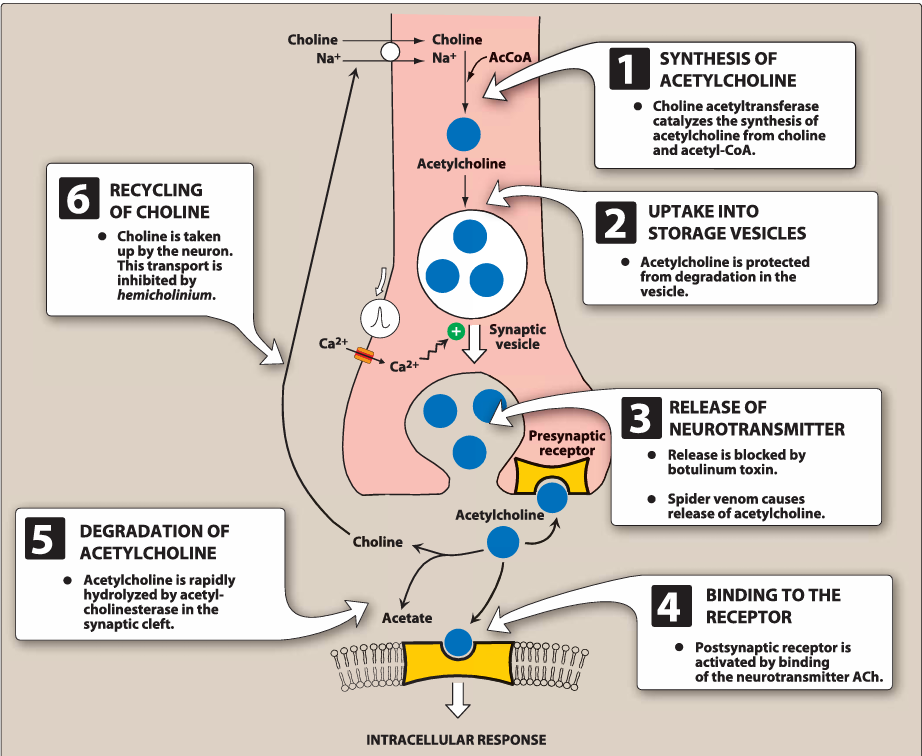 Choline
Choline
Na+
Na+
AcCoA
1
SYNTHESIS OF
ACETYLCHOLINE
● Choline acetyltransferase
catalyzes the synthesis of
acetylcholine from choline
and acetyl-CoA.
Acetylcholine
2
UPTAKE INTO
STORAGE VESICLES
● Acetylcholine is protected
from degradation in the
vesicle.
6
RECYCLING
OF CHOLINE
● Choline is taken
up by the neuron.
This transport is
inhibited by
hemicholinium.
Ca2+
Ca2+
+
Synaptic
vesicle
3
RELEASE OF
NEUROTRANSMITTER
● Release is blocked by
botulinum toxin.
● Spider venom causes
release of acetylcholine.
Presynaptic
receptor
Acetylcholine
5
DEGRADATION OF
ACETYLCHOLINE
● Acetylcholine is rapidly
hydrolyzed by acetyl-
cholinesterase in the
synaptic cleft.
Choline
Acetate
4
BINDING TO THE
RECEPTOR
● Postsynaptic receptor is
activated by binding
of the neurotransmitter ACh.
INTRACELLULAR RESPONSE